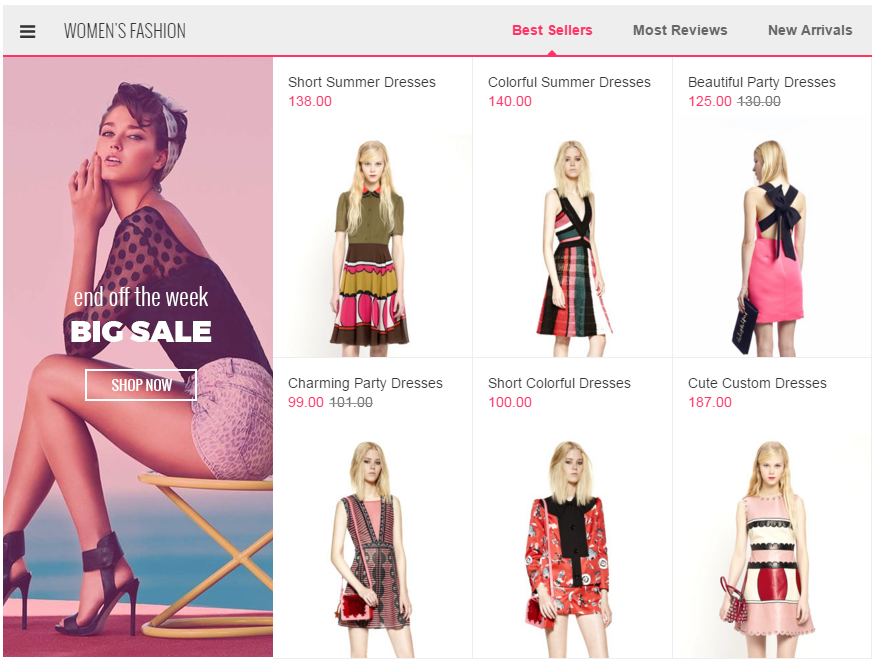 WOMEN'S FASHION
Best Sellers
Most Reviews
New Arrivals
end off the week
BIG SALE
SHOP NOW
Short Summer Dresses
138.00
Colorful Summer Dresses
140.00
Beautiful Party Dresses
125.00 130.00
Charming Party Dresses
99.00 101.00
Short Colorful Dresses
100.00
Cute Custom Dresses
187.00